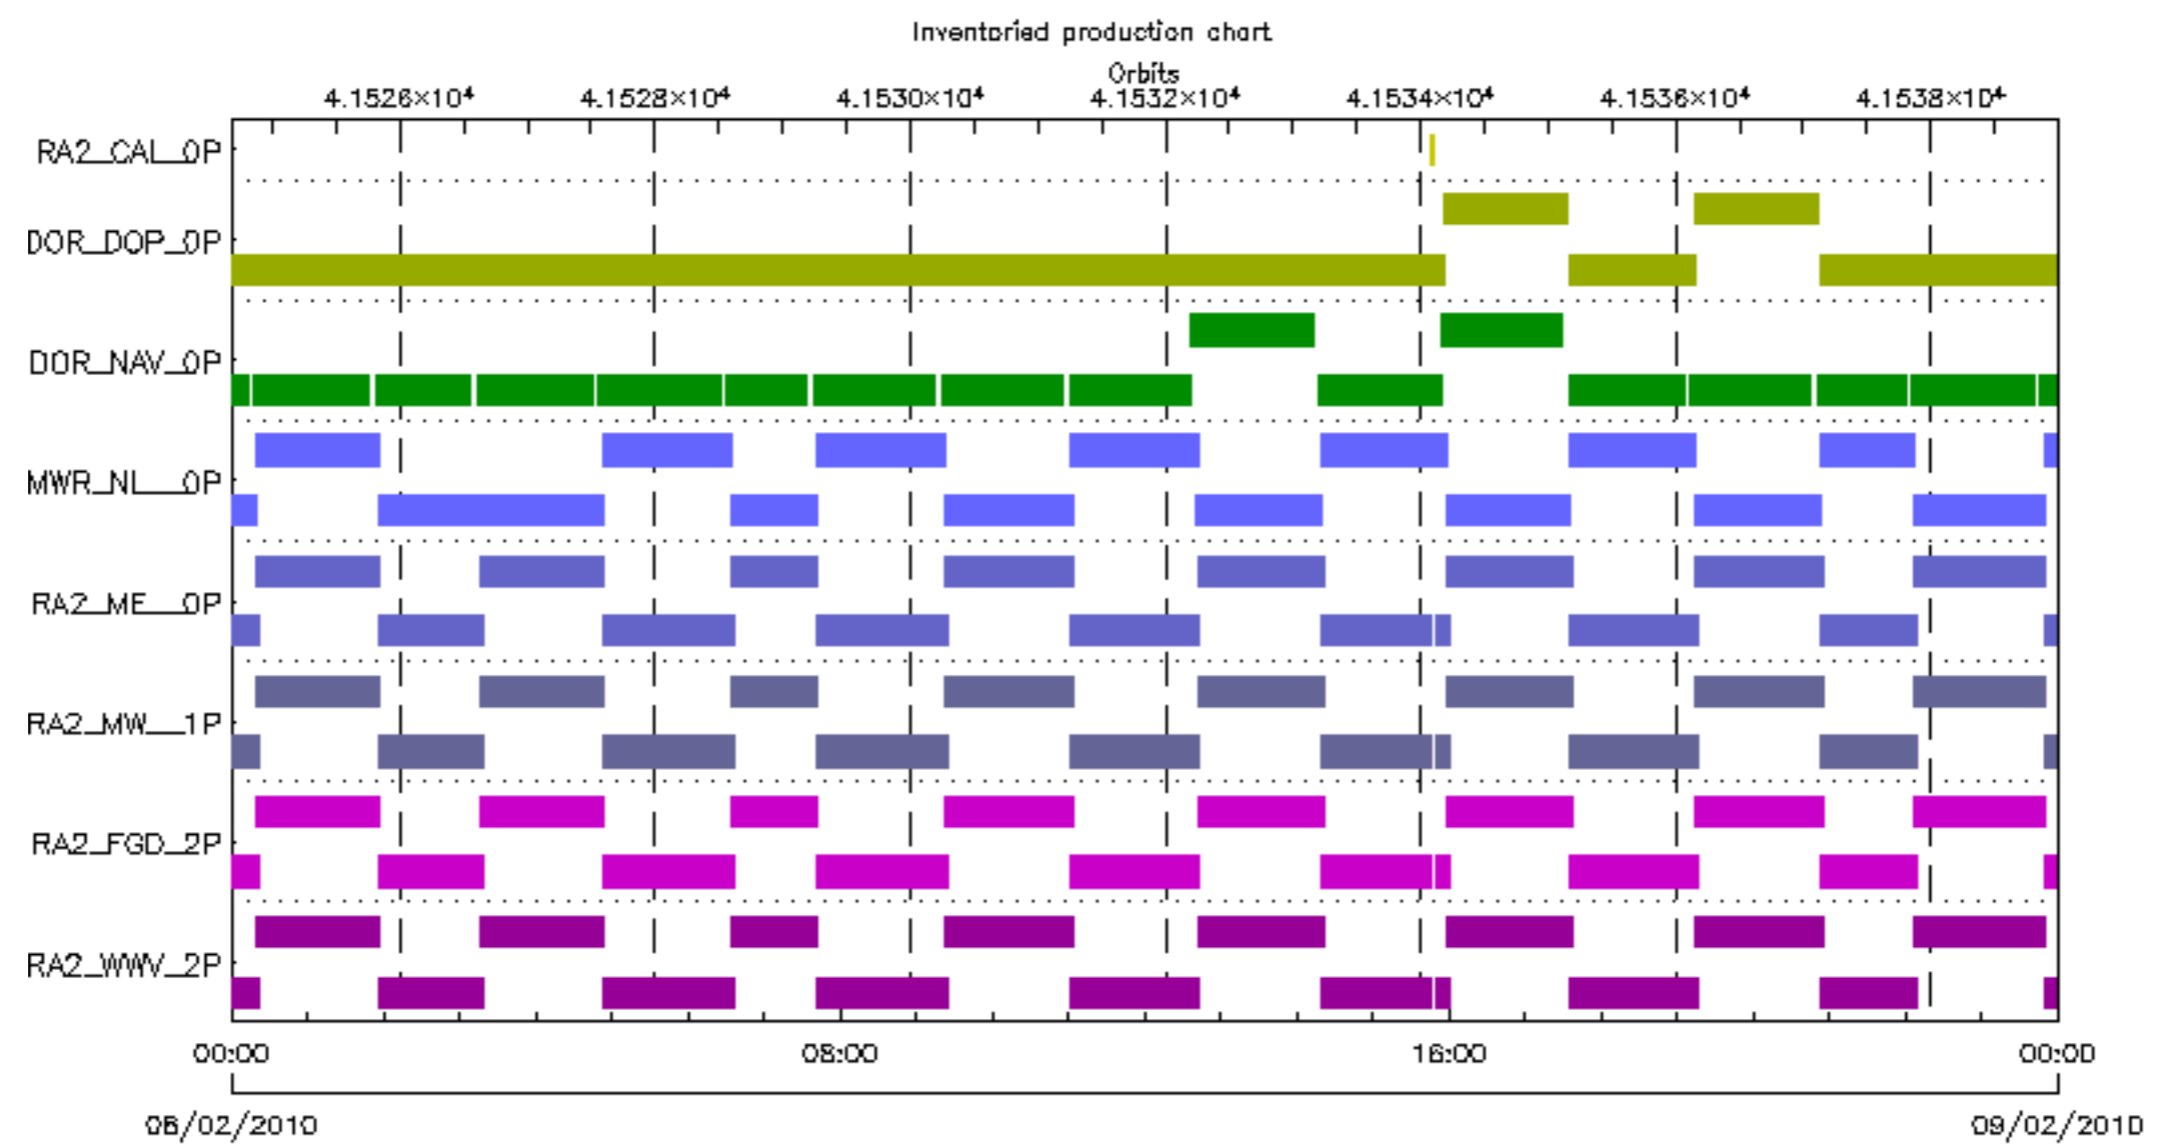 Inventoried production chart
Orbits
4.1526×10⁴ 4.1528×10⁴ 4.1530×10⁴ 4.1532×10⁴ 4.1534×10⁴ 4.1536×10⁴ 4.1538×10⁴
RA2_CAL_0P
DOR_DOP_0P
DOR_NAV_0P
MWR_NL__0P
RA2_ME__0P
RA2_MW__1P
RA2_FGD_2P
RA2_WWV_2P
00:00 08:00 16:00 00:00
08/02/2010 09/02/2010